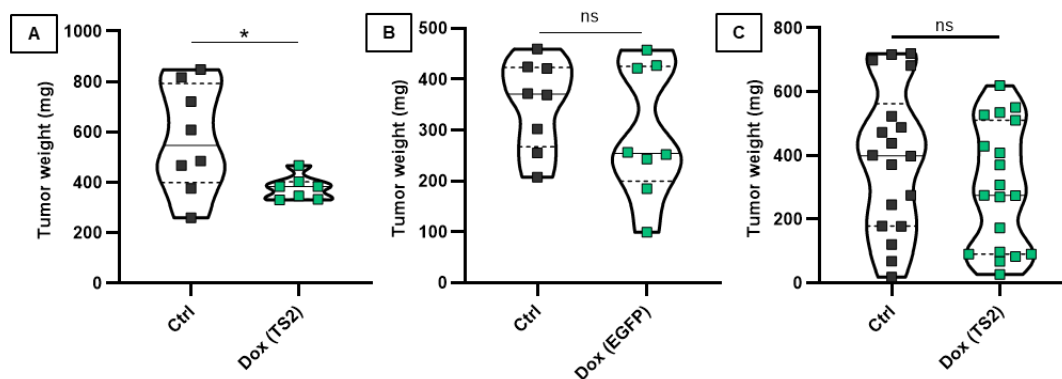 A
Tumor weight (mg)
1000
800
600
400
200
0
*
Ctrl
Dox (TS2)
B
Tumor weight (mg)
500
400
300
200
100
0
ns
Ctrl
Dox (EGFP)
C
Tumor weight (mg)
800
600
400
200
0
ns
Ctrl
Dox (TS2)